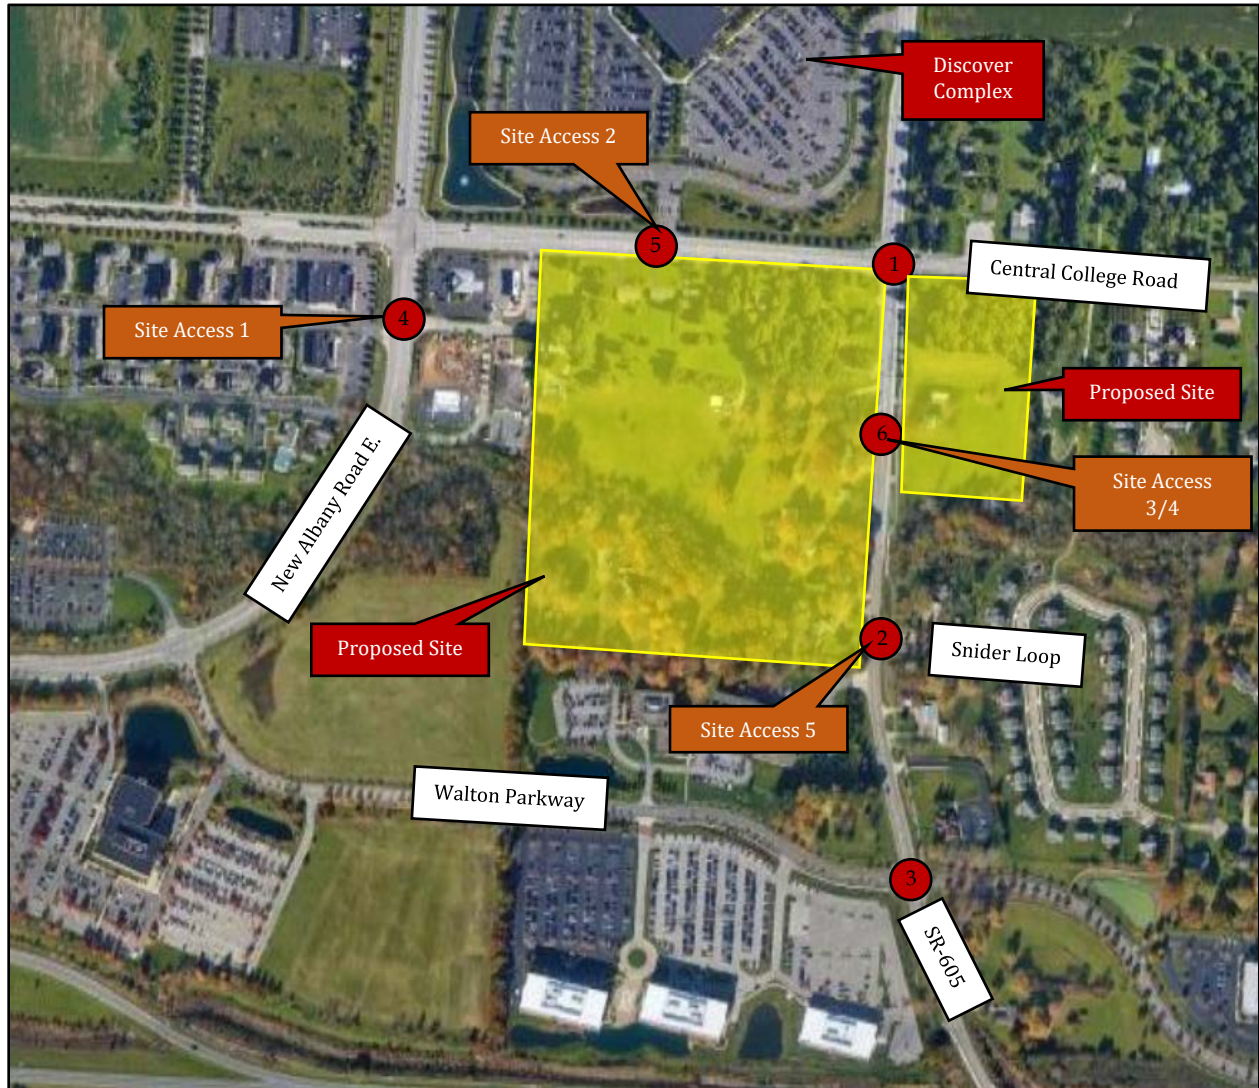 Discover
Complex
Site Access 2
5
1
Central College Road
Site Access 1
4
Proposed Site
6
Site Access
3/4
New Albany Road E.
Proposed Site
2
Snider Loop
Site Access 5
Walton Parkway
3
SR-605